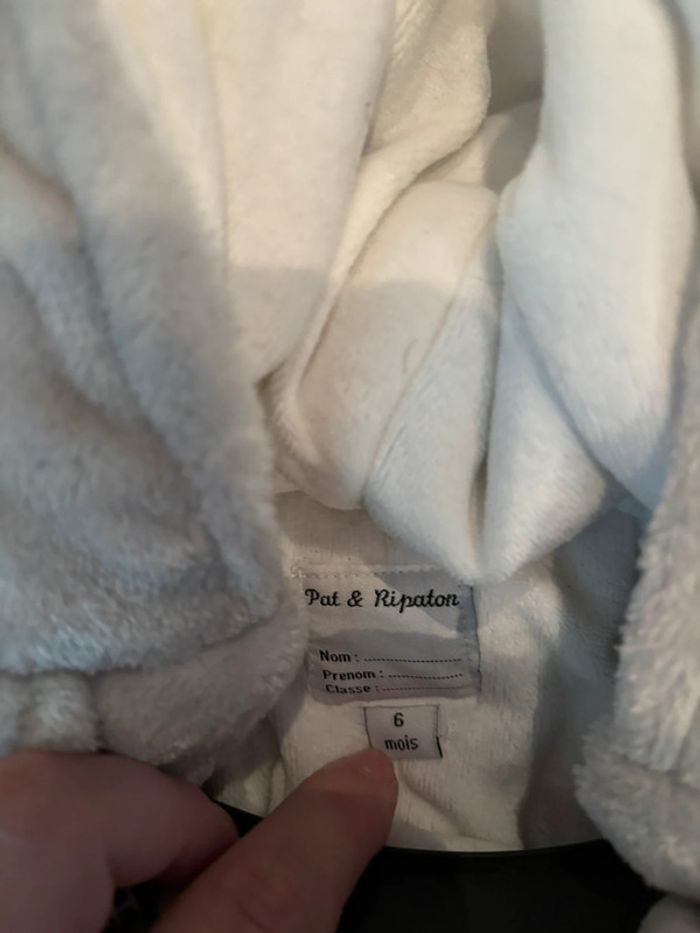 Pat & Ripaton
Nom : ........................
Prenom : ....................
Classe : .....................
6
mois